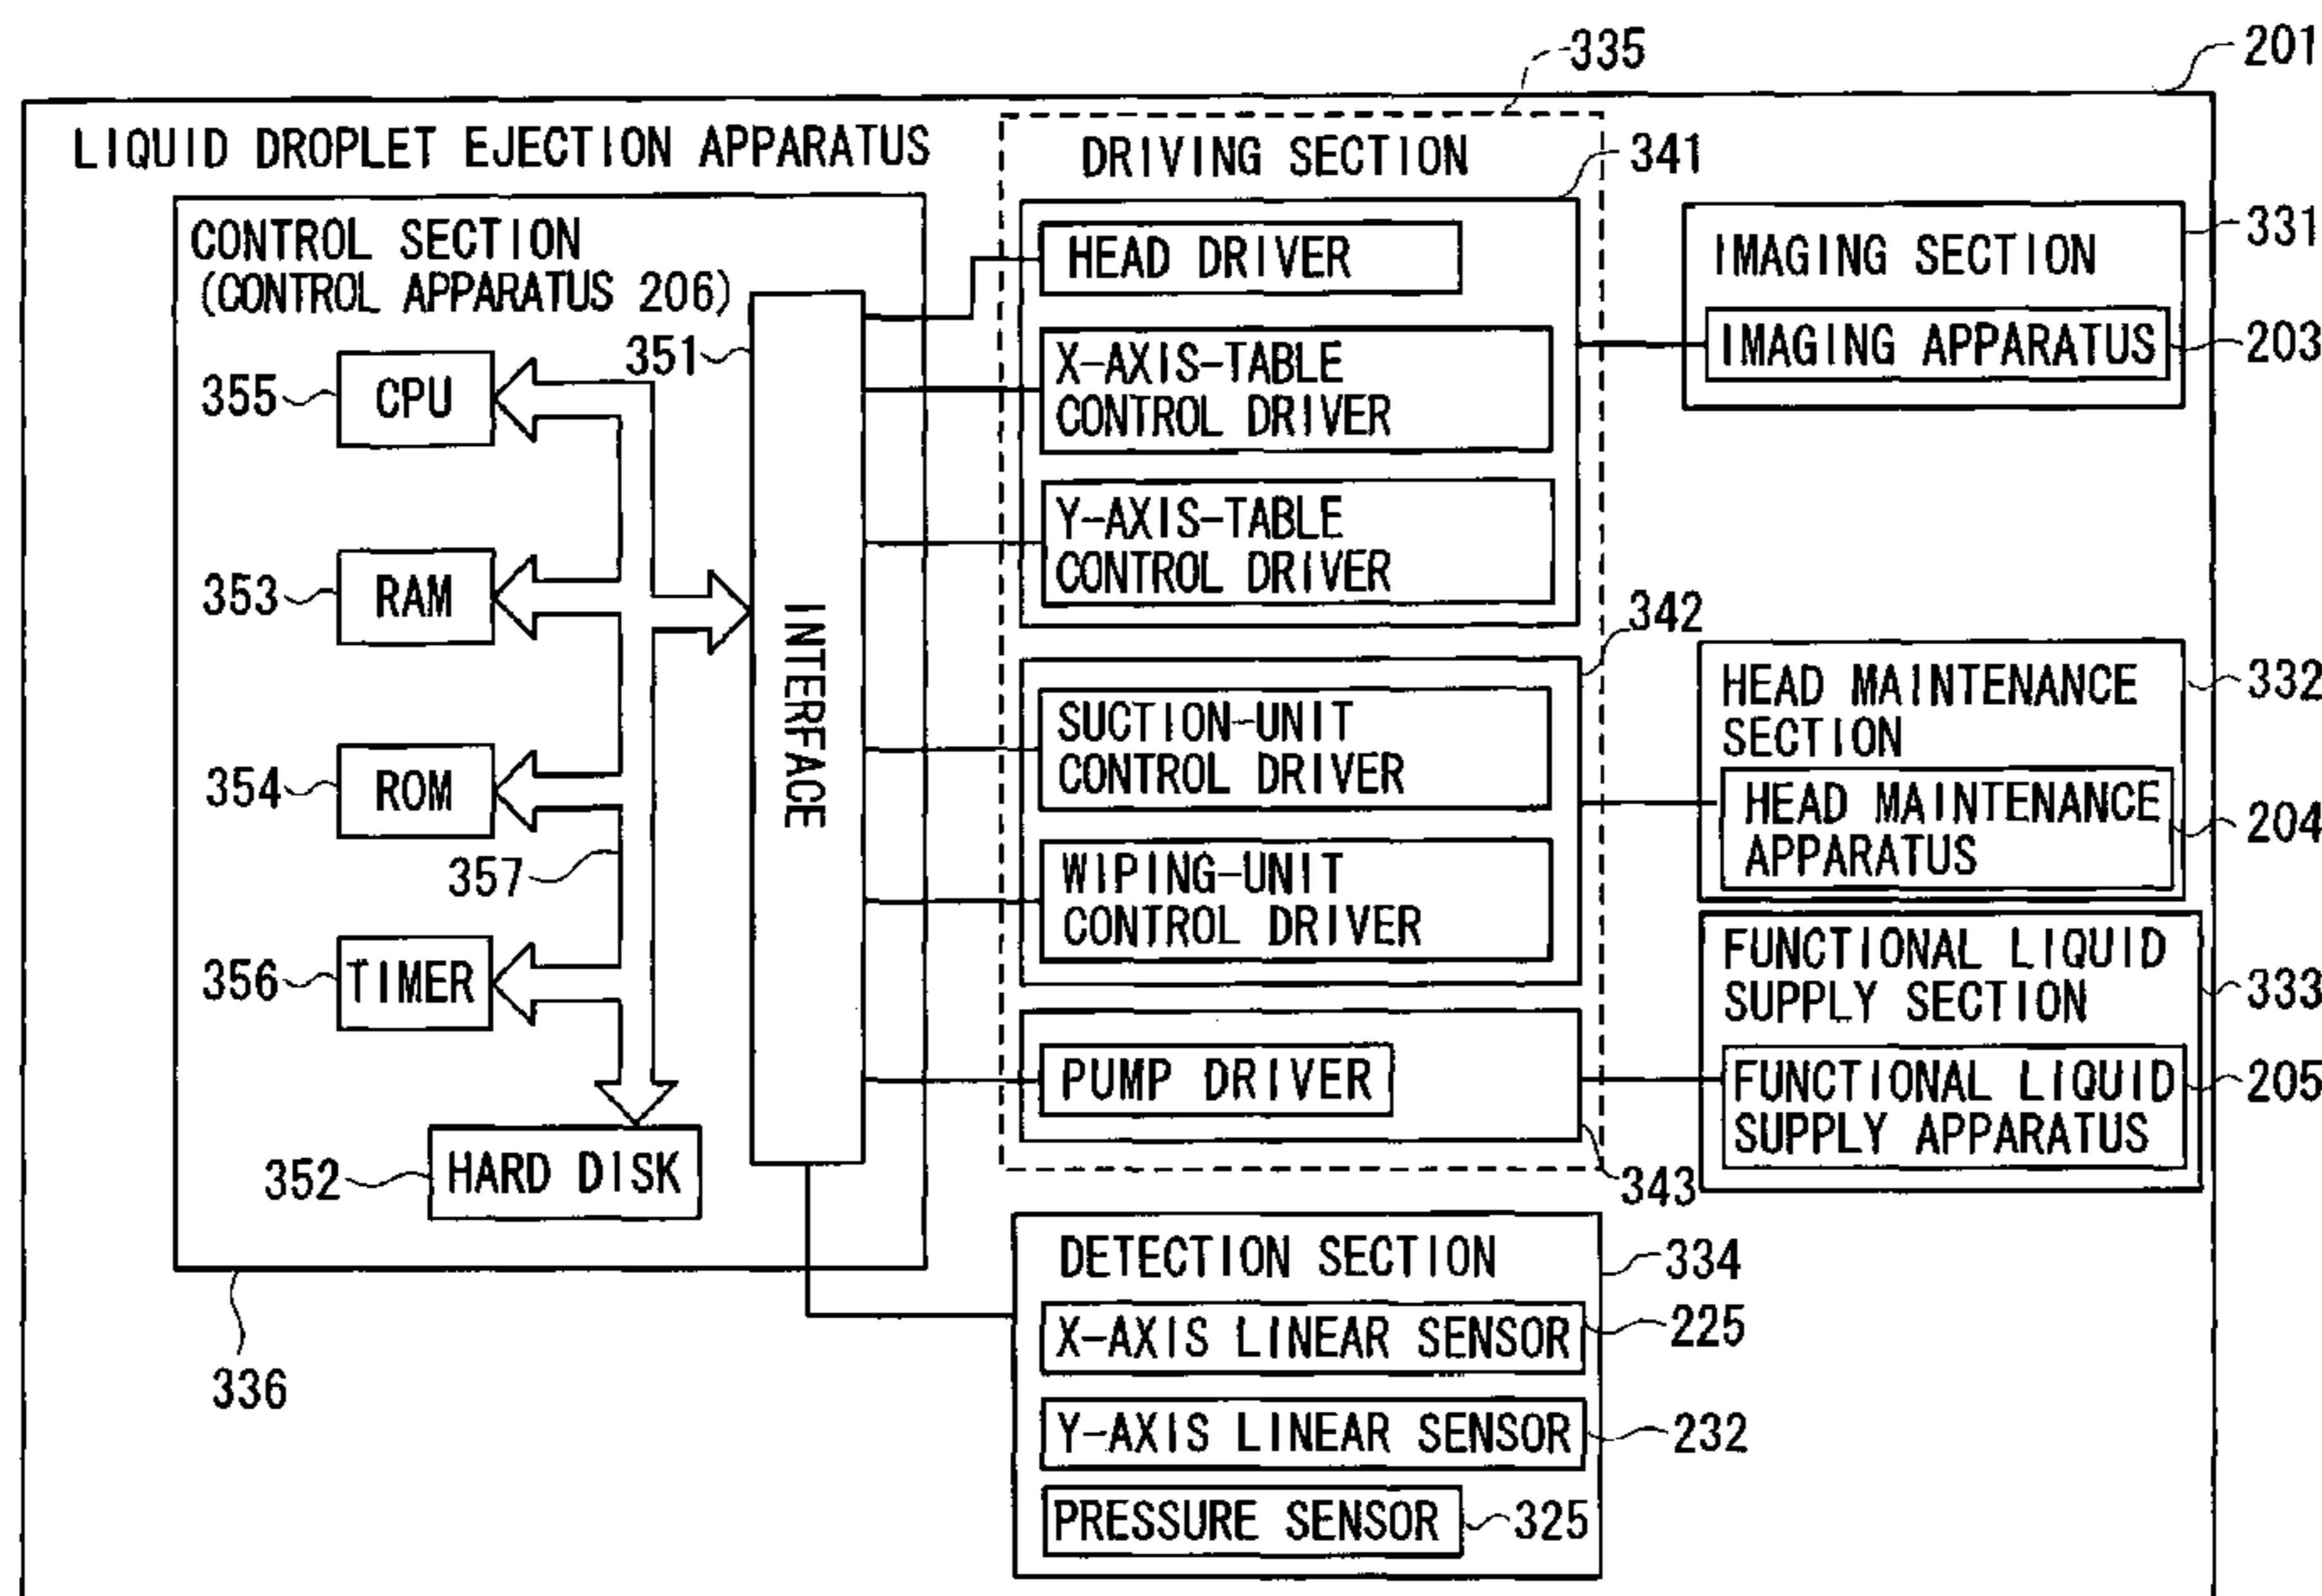 201
335
LIQUID DROPLET EJECTION APPARATUS
CONTROL SECTION
(CONTROL APPARATUS 206)
351
355
CPU
353
RAM
354
ROM
357
356
TIMER
352
HARD DISK
336
INTERFACE
DRIVING SECTION
341
HEAD DRIVER
X-AXIS-TABLE
CONTROL DRIVER
Y-AXIS-TABLE
CONTROL DRIVER
342
SUCTION-UNIT
CONTROL DRIVER
WIPING-UNIT
CONTROL DRIVER
PUMP DRIVER
343
IMAGING SECTION
331
IMAGING APPARATUS
203
HEAD MAINTENANCE
SECTION
332
HEAD MAINTENANCE
APPARATUS
204
FUNCTIONAL LIQUID
SUPPLY SECTION
333
FUNCTIONAL LIQUID
SUPPLY APPARATUS
205
DETECTION SECTION
334
X-AXIS LINEAR SENSOR
225
Y-AXIS LINEAR SENSOR
232
PRESSURE SENSOR
325